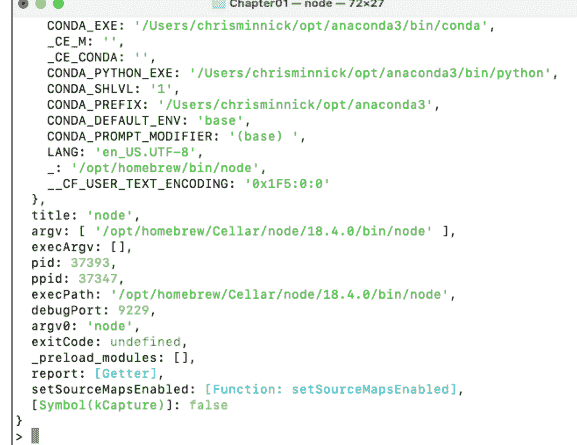 Chapter01 — node — 72×27
CONDA_EXE: '/Users/chrisminnick/opt/anaconda3/bin/conda',
_CE_M: '',
_CE_CONDA: '',
CONDA_PYTHON_EXE: '/Users/chrisminnick/opt/anaconda3/bin/python',
CONDA_SHLVL: '1',
CONDA_PREFIX: '/Users/chrisminnick/opt/anaconda3',
CONDA_DEFAULT_ENV: 'base',
CONDA_PROMPT_MODIFIER: '(base) ',
LANG: 'en_US.UTF-8',
_: '/opt/homebrew/bin/node',
__CF_USER_TEXT_ENCODING: '0x1F5:0:0'
},
title: 'node',
argv: [ '/opt/homebrew/Cellar/node/18.4.0/bin/node' ],
execArgv: [],
pid: 37393,
ppid: 37347,
execPath: '/opt/homebrew/Cellar/node/18.4.0/bin/node',
debugPort: 9229,
argv0: 'node',
exitCode: undefined,
_preload_modules: [],
report: [Getter],
setSourceMapsEnabled: [Function: setSourceMapsEnabled],
[Symbol(kCapture)]: false
}
>